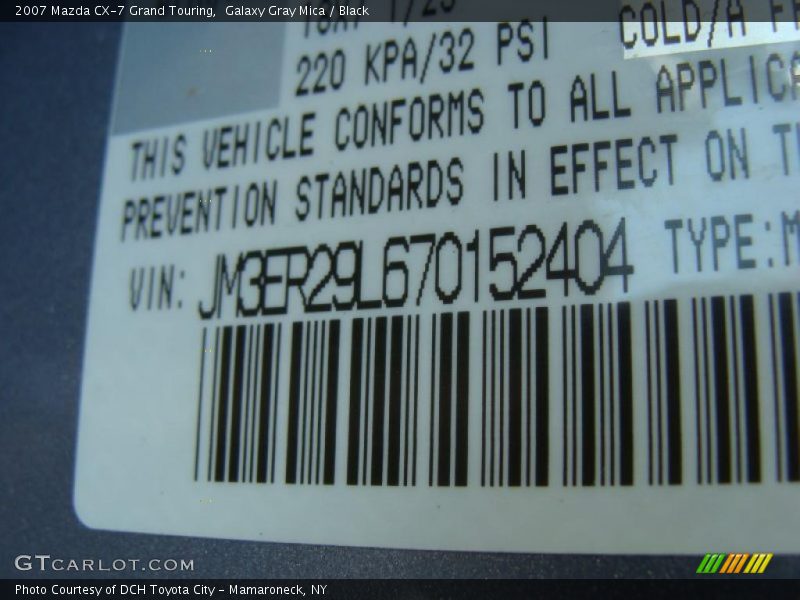 2007 Mazda CX-7 Grand Touring, Galaxy Gray Mica / Black
220 KPA/32 PSI COLD/A
THIS VEHICLE CONFORMS TO ALL
PREVENTION STANDARDS IN EFFECT ON
VIN: JM3ER29L670152404 TYPE:M
GTCARLOT.COM
Photo Courtesy of DCH Toyota City - Mamaroneck, NY